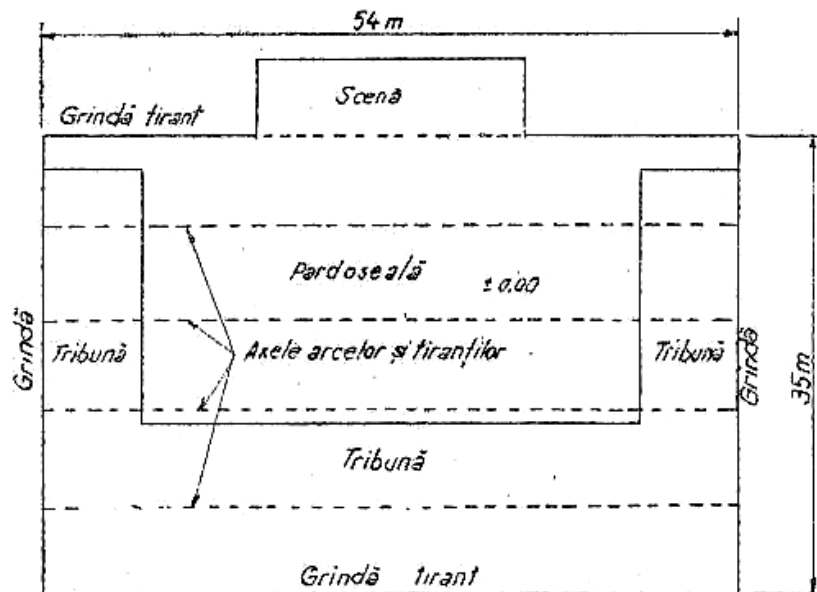 54 m
Scenă
Grindă tirant
Pardoseală ± 0,00
Grindă
Tribună
Axele arcelor și tiranților
Tribună
Grindă
35 m
Tribună
Grindă tirant